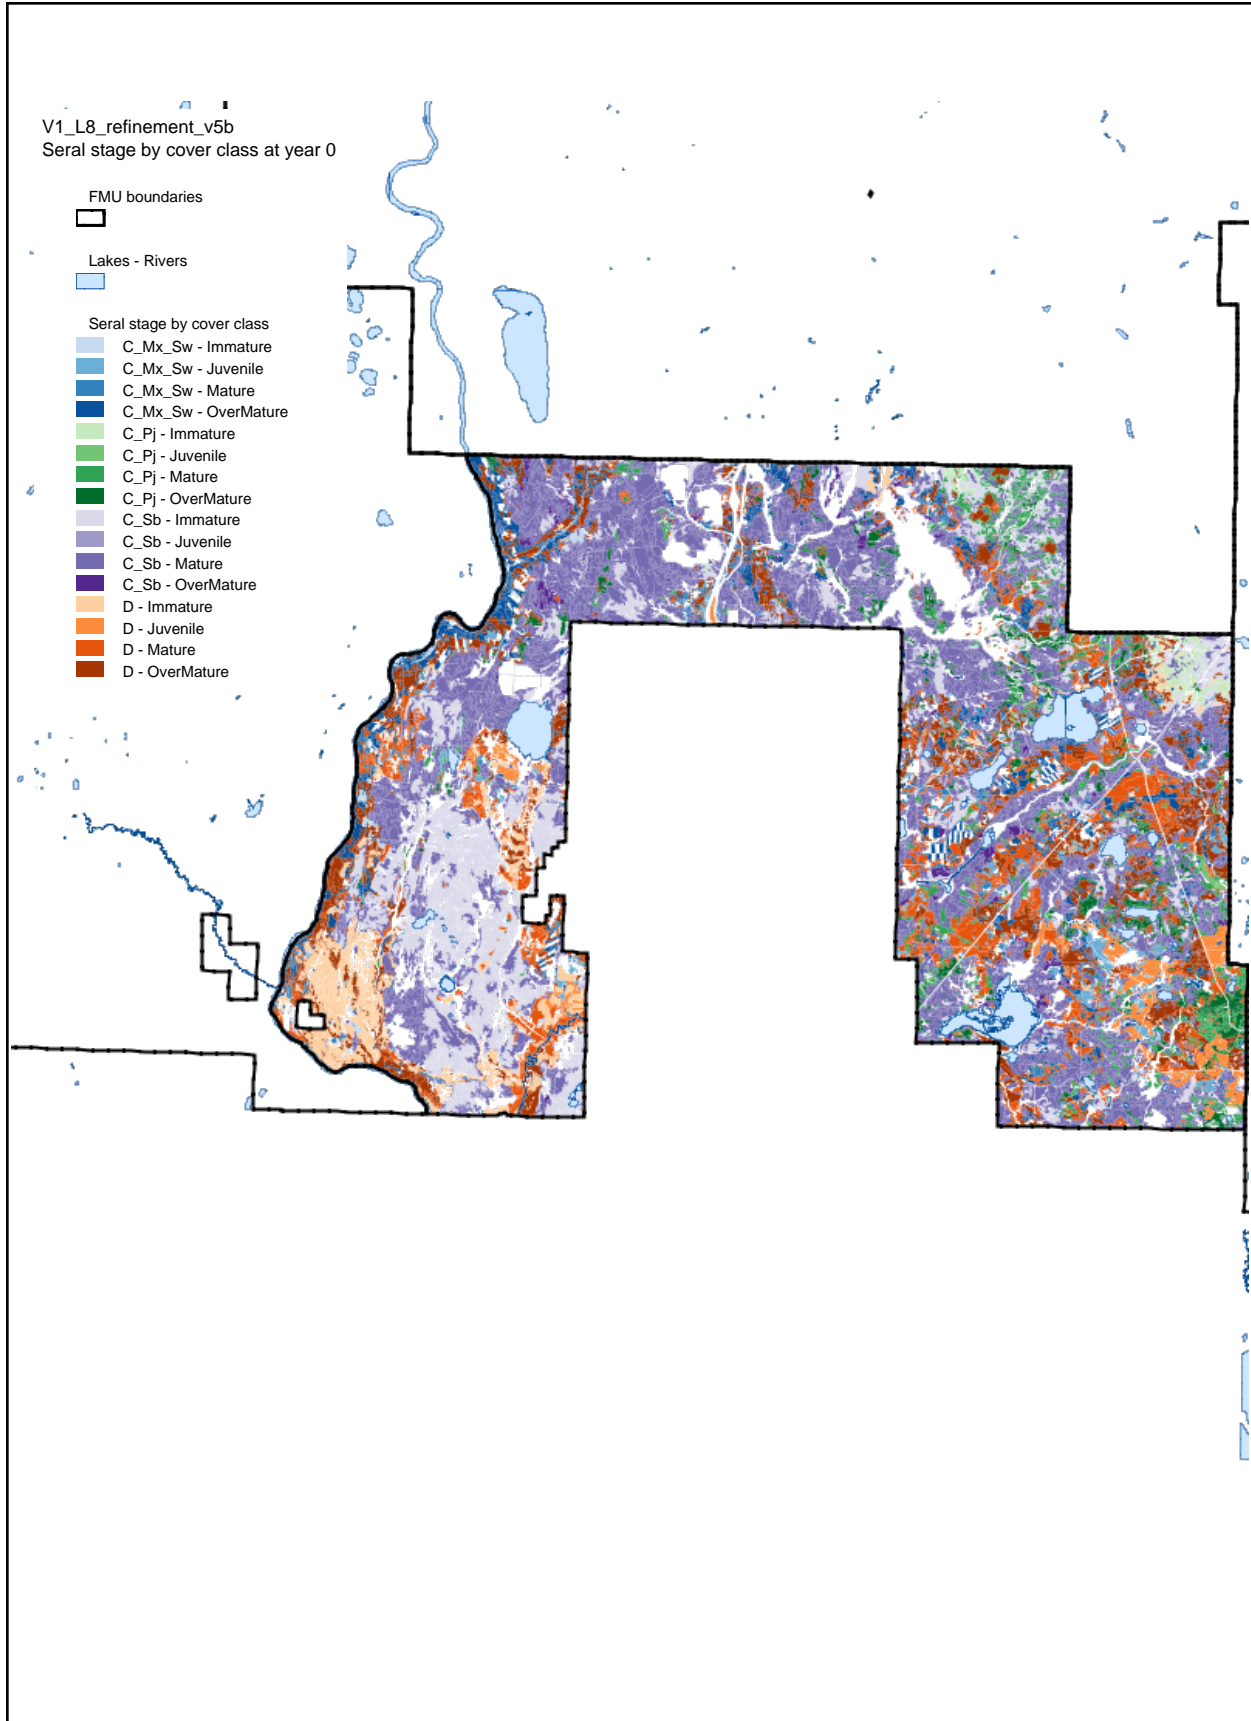 V1_L8_refinement_v5b
Seral stage by cover class at year 0
FMU boundaries
Lakes - Rivers
Seral stage by cover class
C_Mx_Sw - Immature
C_Mx_Sw - Juvenile
C_Mx_Sw - Mature
C_Mx_Sw - OverMature
C_Pj - Immature
C_Pj - Juvenile
C_Pj - Mature
C_Pj - OverMature
C_Sb - Immature
C_Sb - Juvenile
C_Sb - Mature
C_Sb - OverMature
D - Immature
D - Juvenile
D - Mature
D - OverMature